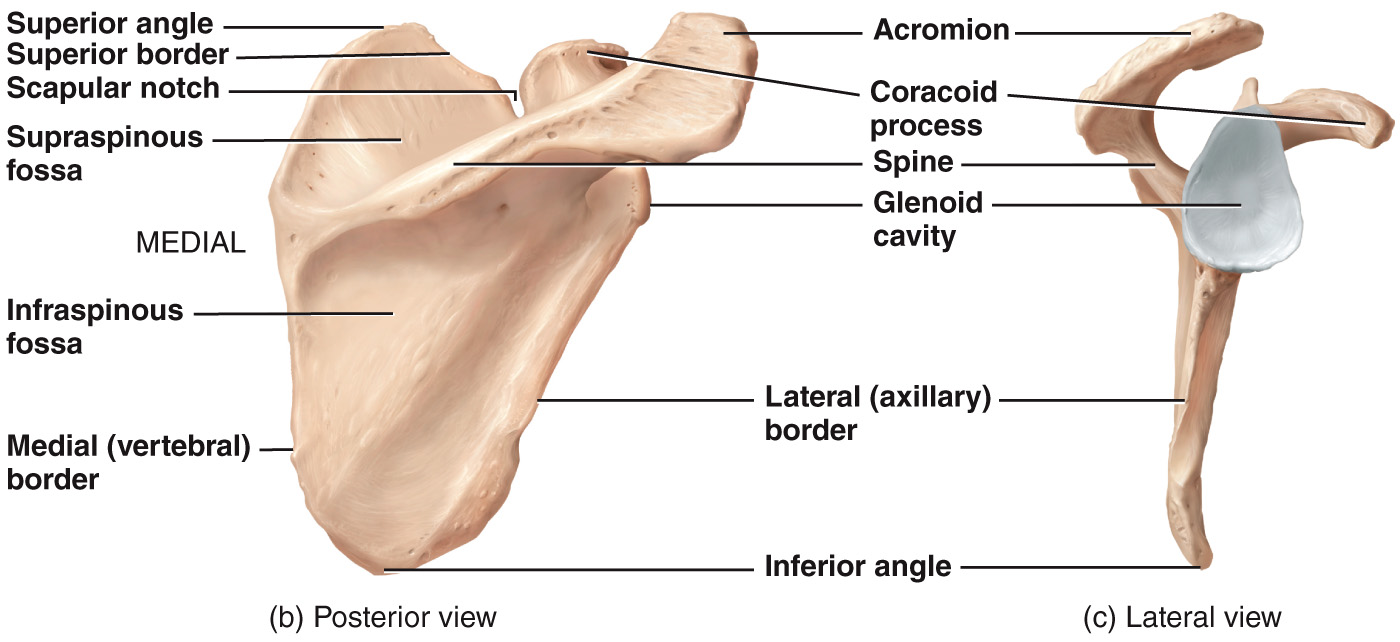 Superior angle
Superior border
Scapular notch
Supraspinous
fossa
MEDIAL
Infraspinous
fossa
Medial (vertebral)
border
Acromion
Coracoid
process
Spine
Glenoid
cavity
Lateral (axillary)
border
Inferior angle
(b) Posterior view
(c) Lateral view